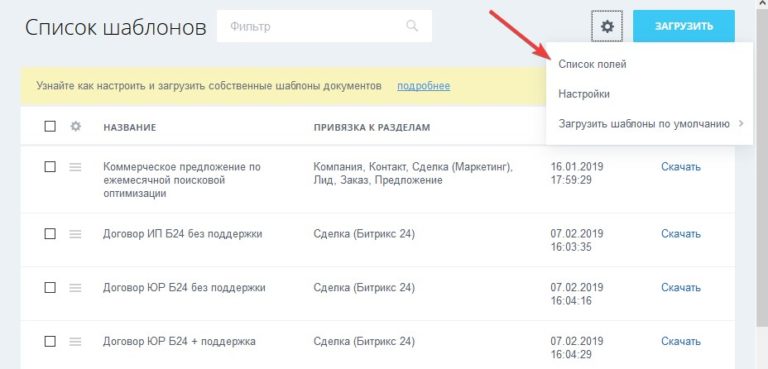 Список шаблонов
Фильтр
ЗАГРУЗИТЬ
Список полей
Настройки
Загрузить шаблоны по умолчанию
Узнайте как настроить и загрузить собственные шаблоны документов подробнее
НАЗВАНИЕ
ПРИВЯЗКА К РАЗДЕЛАМ
Коммерческое предложение по
ежемесячной поисковой
оптимизации
Компания, Контакт, Сделка (Маркетинг),
Лид, Заказ, Предложение
16.01.2019
17:59:29
Скачать
Договор ИП Б24 без поддержки
Сделка (Битрикс 24)
07.02.2019
16:03:35
Скачать
Договор ЮР Б24 без поддержки
Сделка (Битрикс 24)
07.02.2019
16:04:16
Скачать
Договор ЮР Б24 + поддержка
Сделка (Битрикс 24)
07.02.2019
16:04:29
Скачать